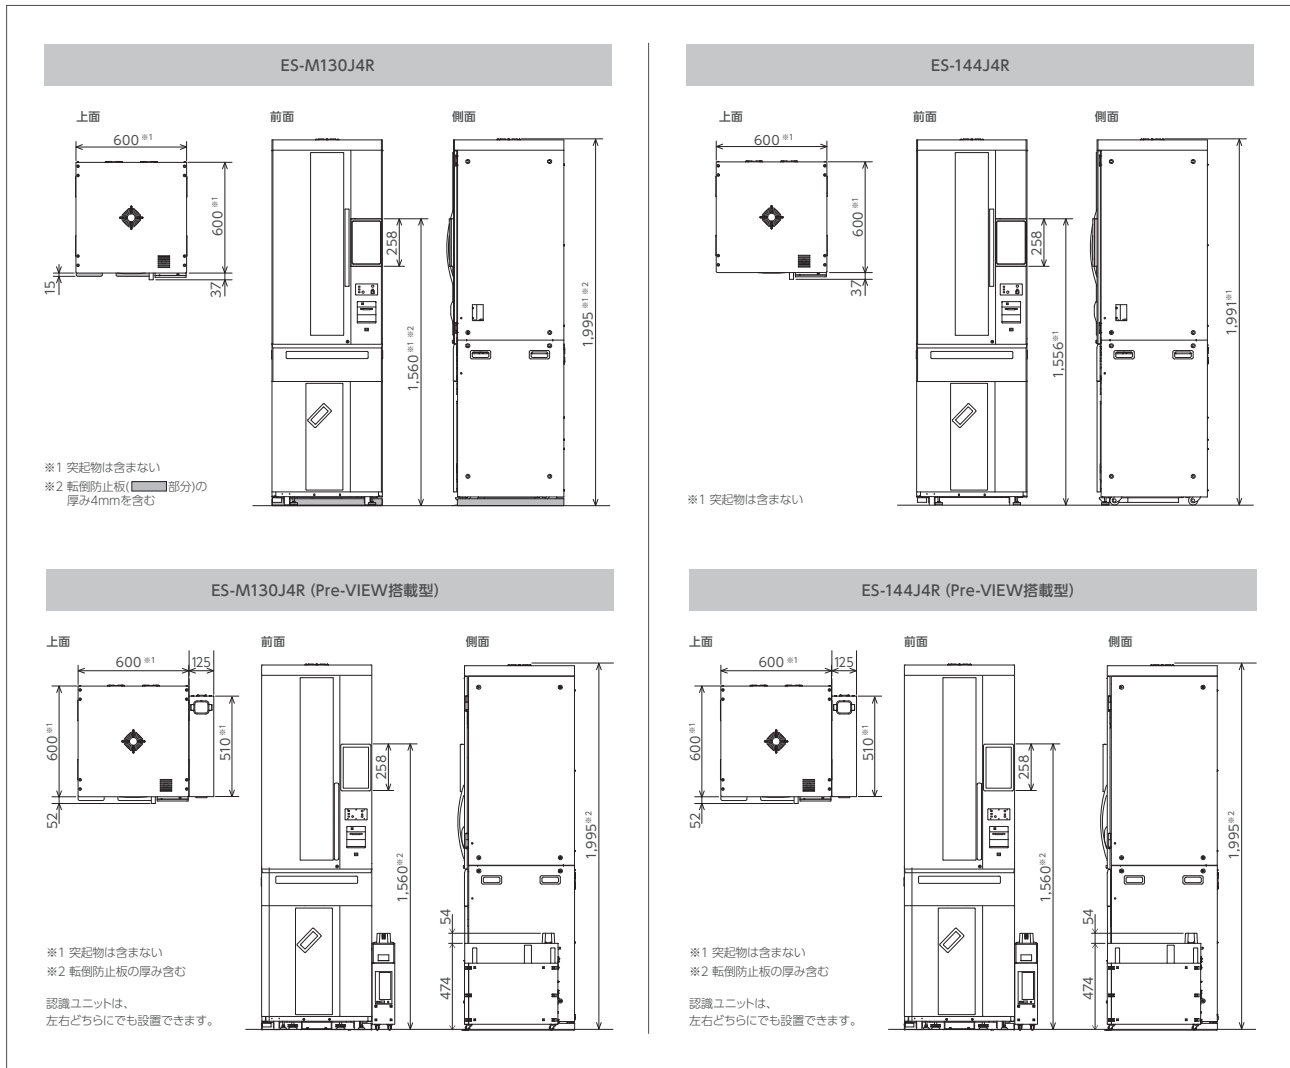 ES-M130J4R
上面
前面
側面
600※1
600※1
15
37
258
1,560※1 ※2
1,995※1 ※2
※1 突起物は含まない
※2 転倒防止板(部分)の
厚み4mmを含む
ES-144J4R
上面
前面
側面
600※1
600※1
37
258
1,556※1
1,991※1
※1 突起物は含まない
ES-M130J4R (Pre-VIEW搭載型)
上面
前面
側面
600※1
125
600※1
510※1
52
258
1,560※2
54
474
1,995※2
※1 突起物は含まない
※2 転倒防止板の厚み含む
認識ユニットは、
左右どちらにでも設置できます。
ES-144J4R (Pre-VIEW搭載型)
上面
前面
側面
600※1
125
600※1
510※1
52
258
1,560※2
54
474
1,995※2
※1 突起物は含まない
※2 転倒防止板の厚み含む
認識ユニットは、
左右どちらにでも設置できます。